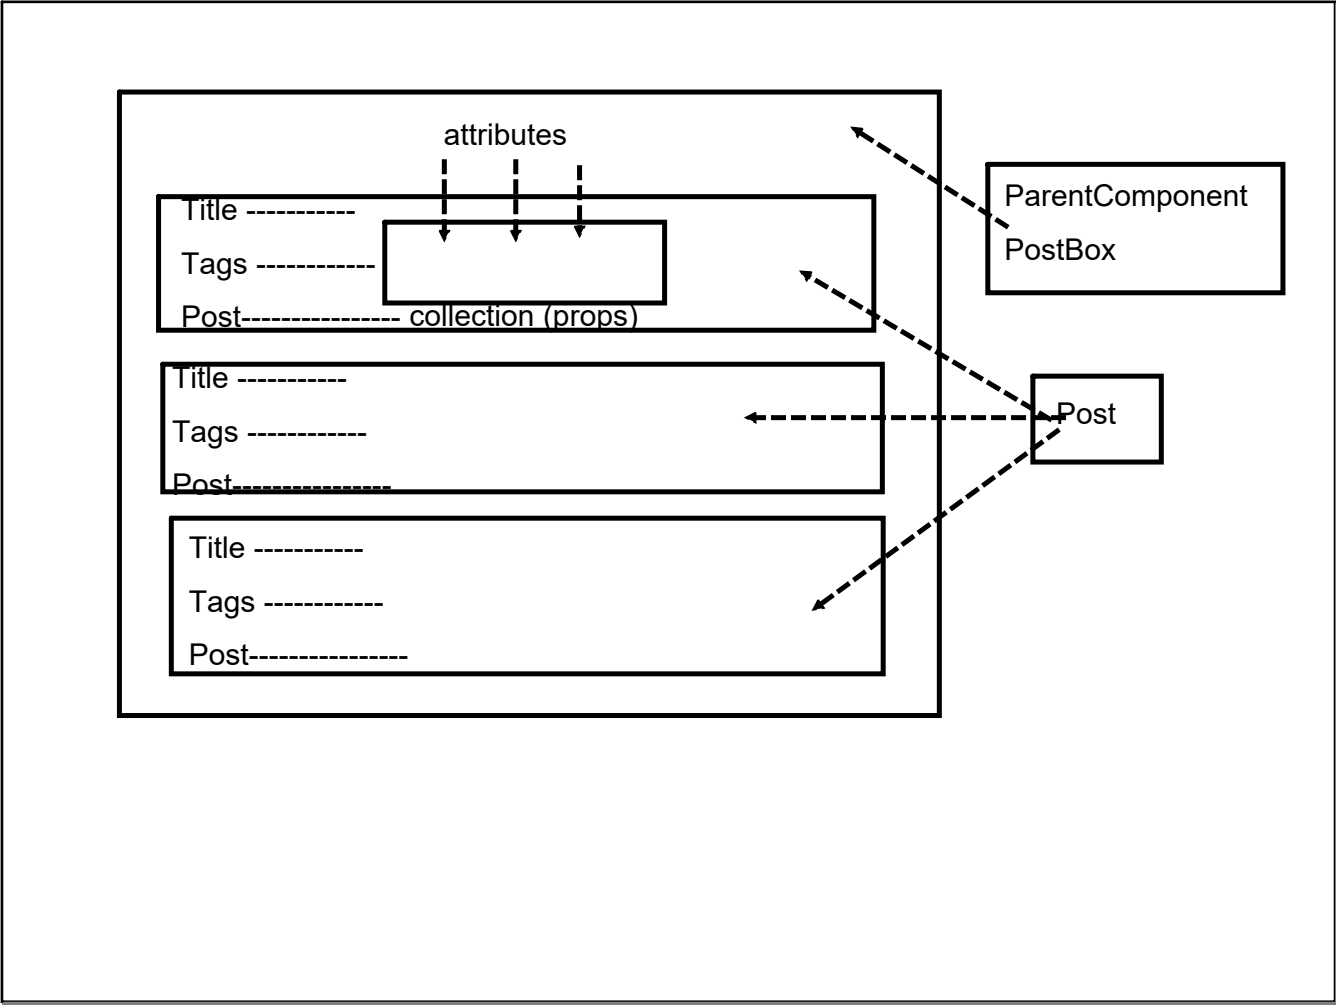 attributes
Title -----------
Tags ------------
Post---------------- collection (props)
Title -----------
Tags ------------
Post----------------
Title -----------
Tags ------------
Post----------------
ParentComponent
PostBox
Post